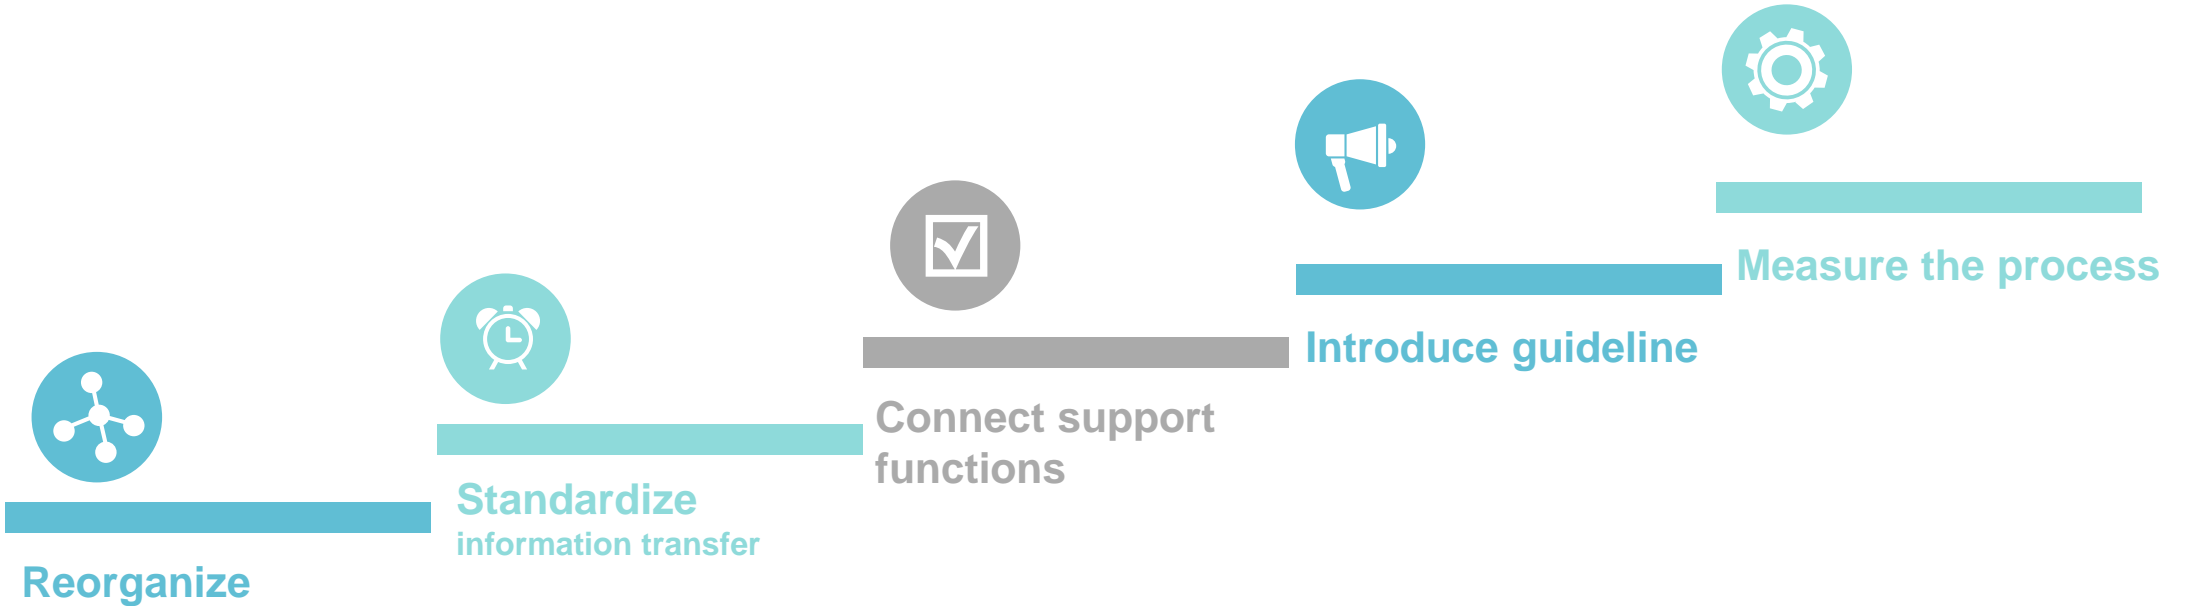 Reorganize
Standardize
information transfer
Connect support
functions
Introduce guideline
Measure the process